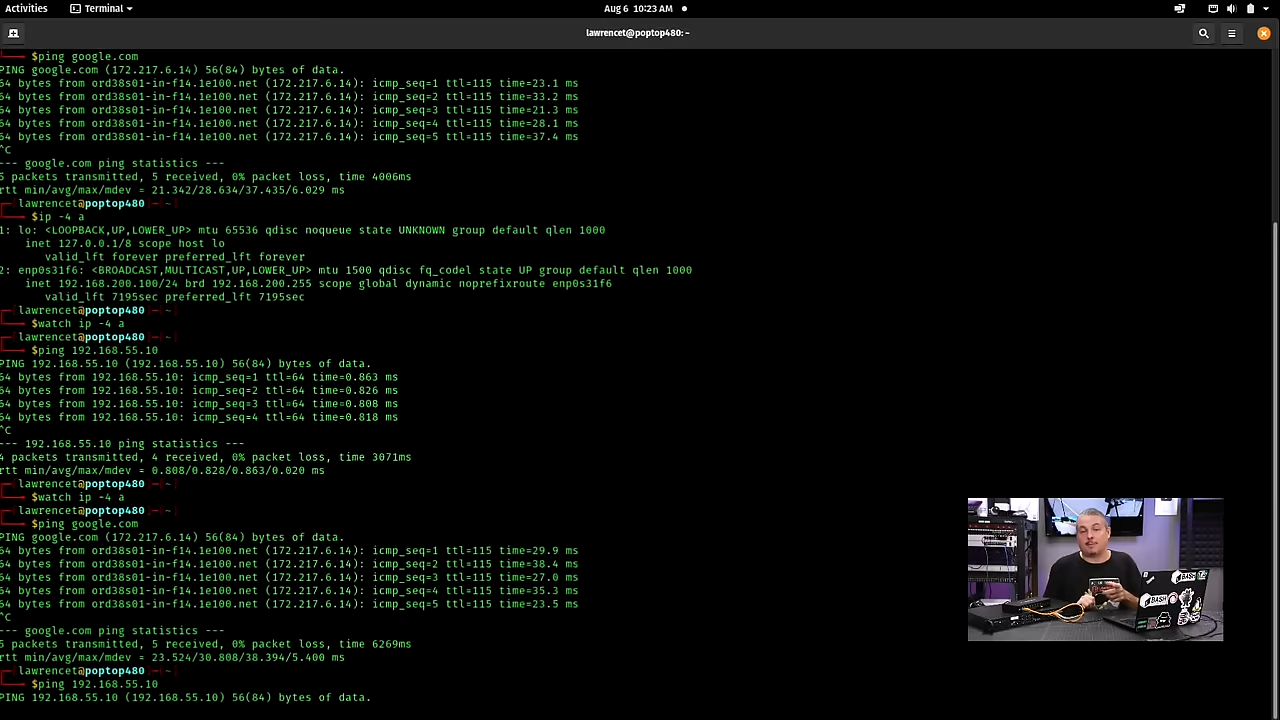 Activities
Terminal
Aug 6 10:23 AM
lawrencet@poptop480: ~
$ping google.com
PING google.com (172.217.6.14) 56(84) bytes of data.
64 bytes from ord38s01-in-f14.1e100.net (172.217.6.14): icmp_seq=1 ttl=115 time=23.1 ms
64 bytes from ord38s01-in-f14.1e100.net (172.217.6.14): icmp_seq=2 ttl=115 time=33.2 ms
64 bytes from ord38s01-in-f14.1e100.net (172.217.6.14): icmp_seq=3 ttl=115 time=21.3 ms
64 bytes from ord38s01-in-f14.1e100.net (172.217.6.14): icmp_seq=4 ttl=115 time=28.1 ms
64 bytes from ord38s01-in-f14.1e100.net (172.217.6.14): icmp_seq=5 ttl=115 time=37.4 ms
^C
--- google.com ping statistics ---
5 packets transmitted, 5 received, 0% packet loss, time 4006ms
rtt min/avg/max/mdev = 21.342/28.634/37.435/6.029 ms
lawrencet@poptop480 ~
$ip -4 a
1: lo: <LOOPBACK,UP,LOWER_UP> mtu 65536 qdisc noqueue state UNKNOWN group default qlen 1000
inet 127.0.0.1/8 scope host lo
valid_lft forever preferred_lft forever
2: enp0s31f6: <BROADCAST,MULTICAST,UP,LOWER_UP> mtu 1500 qdisc fq_codel state UP group default qlen 1000
inet 192.168.200.100/24 brd 192.168.200.255 scope global dynamic noprefixroute enp0s31f6
valid_lft 7195sec preferred_lft 7195sec
lawrencet@poptop480 ~
$watch ip -4 a
lawrencet@poptop480 ~
$ping 192.168.55.10
PING 192.168.55.10 (192.168.55.10) 56(84) bytes of data.
64 bytes from 192.168.55.10: icmp_seq=1 ttl=64 time=0.863 ms
64 bytes from 192.168.55.10: icmp_seq=2 ttl=64 time=0.826 ms
64 bytes from 192.168.55.10: icmp_seq=3 ttl=64 time=0.808 ms
64 bytes from 192.168.55.10: icmp_seq=4 ttl=64 time=0.818 ms
^C
--- 192.168.55.10 ping statistics ---
4 packets transmitted, 4 received, 0% packet loss, time 3071ms
rtt min/avg/max/mdev = 0.808/0.828/0.863/0.020 ms
lawrencet@poptop480 ~
$watch ip -4 a
lawrencet@poptop480 ~
$ping google.com
PING google.com (172.217.6.14) 56(84) bytes of data.
64 bytes from ord38s01-in-f14.1e100.net (172.217.6.14): icmp_seq=1 ttl=115 time=29.9 ms
64 bytes from ord38s01-in-f14.1e100.net (172.217.6.14): icmp_seq=2 ttl=115 time=38.4 ms
64 bytes from ord38s01-in-f14.1e100.net (172.217.6.14): icmp_seq=3 ttl=115 time=27.0 ms
64 bytes from ord38s01-in-f14.1e100.net (172.217.6.14): icmp_seq=4 ttl=115 time=35.3 ms
64 bytes from ord38s01-in-f14.1e100.net (172.217.6.14): icmp_seq=5 ttl=115 time=23.5 ms
^C
--- google.com ping statistics ---
5 packets transmitted, 5 received, 0% packet loss, time 6269ms
rtt min/avg/max/mdev = 23.524/30.808/38.394/5.400 ms
lawrencet@poptop480 ~
$ping 192.168.55.10
PING 192.168.55.10 (192.168.55.10) 56(84) bytes of data.
BASH
BASH